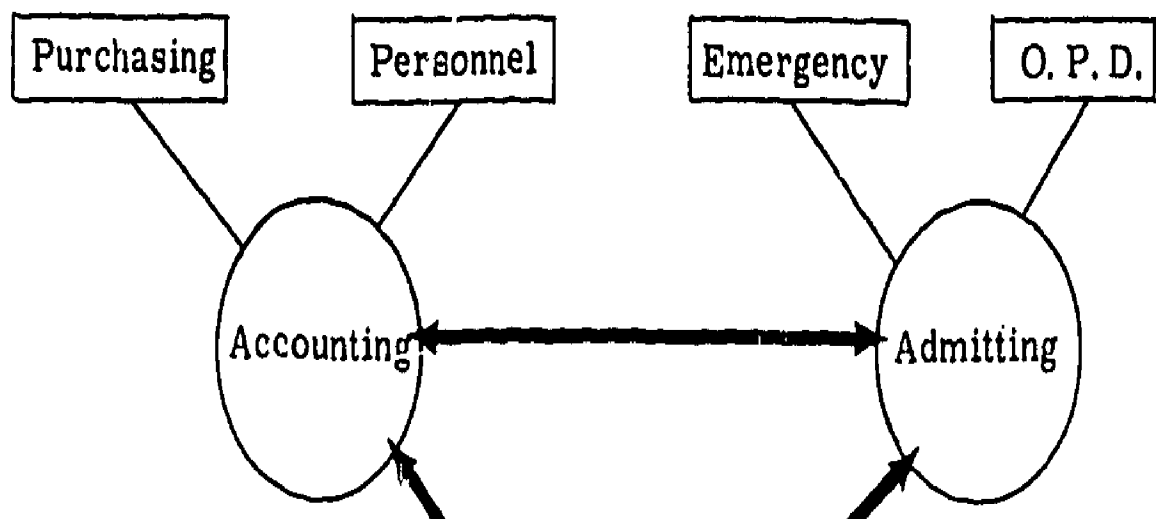 Purchasing
Personnel
Emergency
O. P. D.
Accounting
Admitting